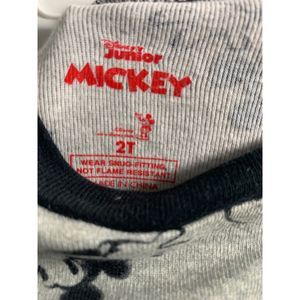 Disney
Junior
MICKEY
2T
WEAR SNUG-FITTING
NOT FLAME RESISTANT
MADE IN CHINA